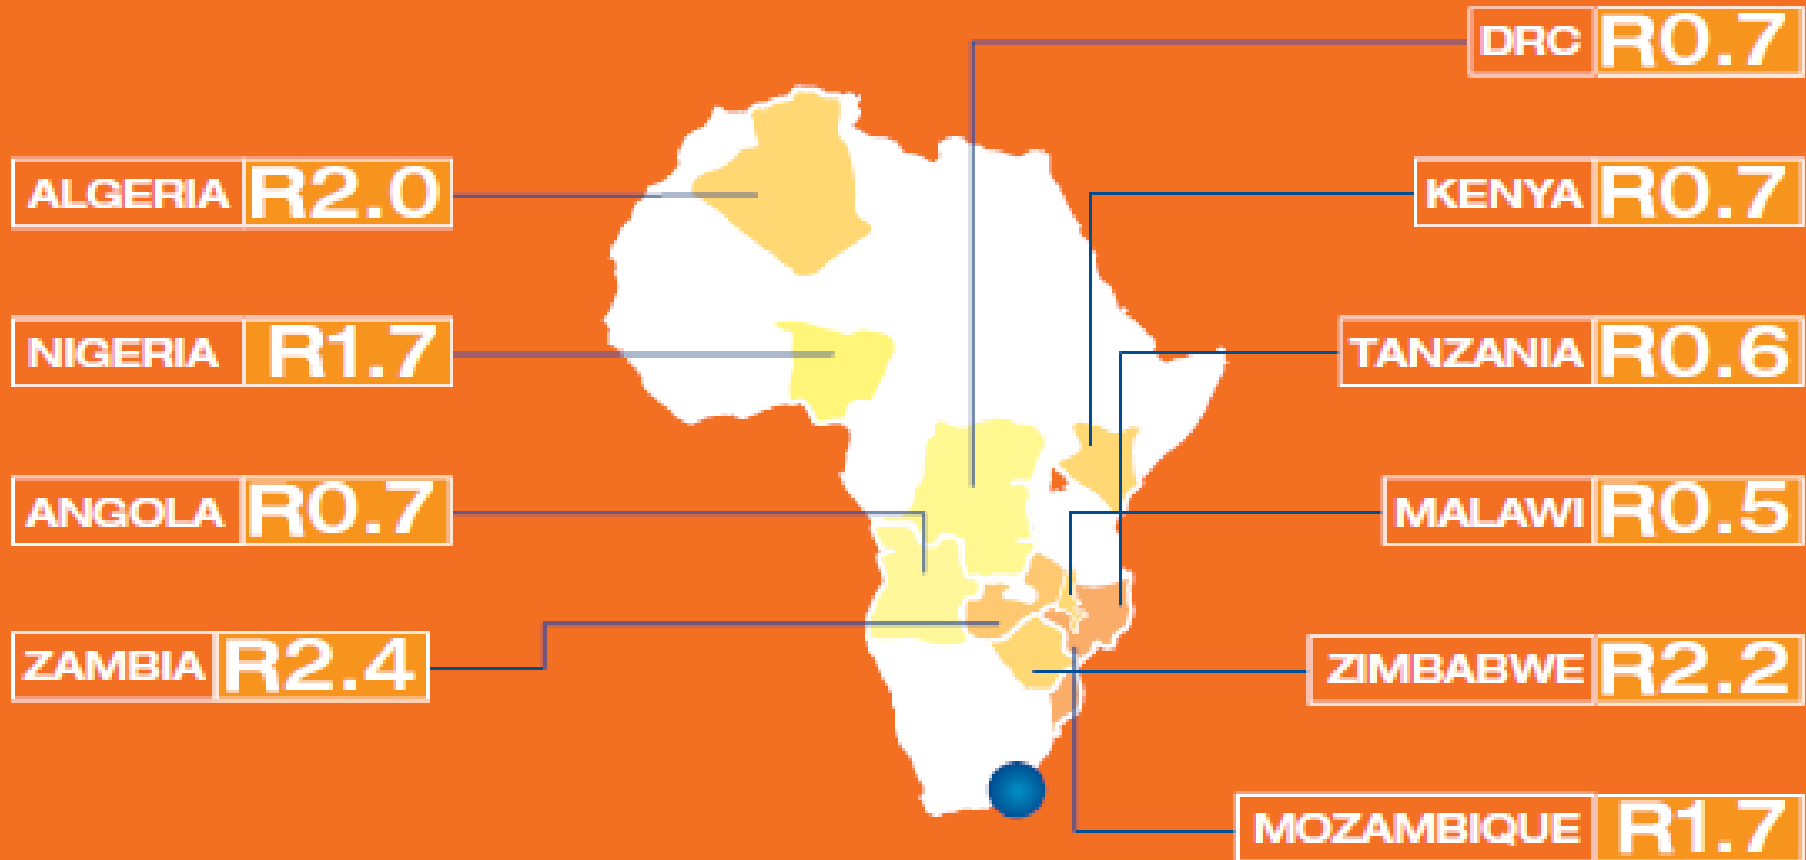 DRC R0.7
ALGERIA R2.0
KENYA R0.7
NIGERIA R1.7
TANZANIA R0.6
ANGOLA R0.7
MALAWI R0.5
ZAMBIA R2.4
ZIMBABWE R2.2
MOZAMBIQUE R1.7